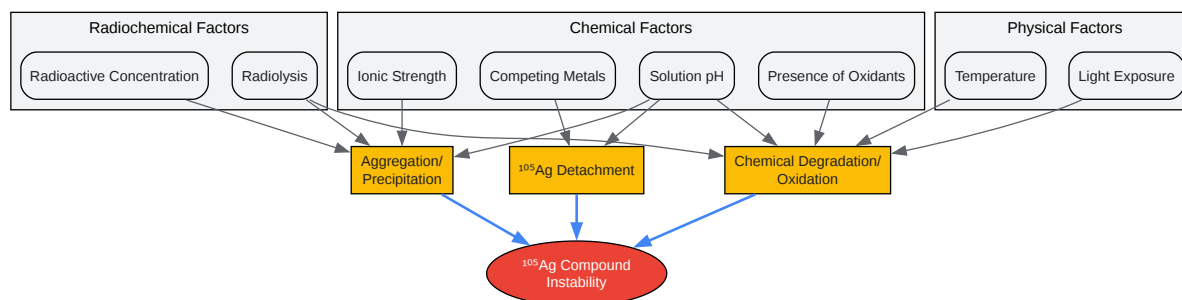 Radiochemical Factors
Chemical Factors
Physical Factors
Radioactive Concentration
Radiolysis
Ionic Strength
Competing Metals
Solution pH
Presence of Oxidants
Temperature
Light Exposure
Aggregation/
Precipitation
¹⁰⁵Ag Detachment
Chemical Degradation/
Oxidation
¹⁰⁵Ag Compound
Instability